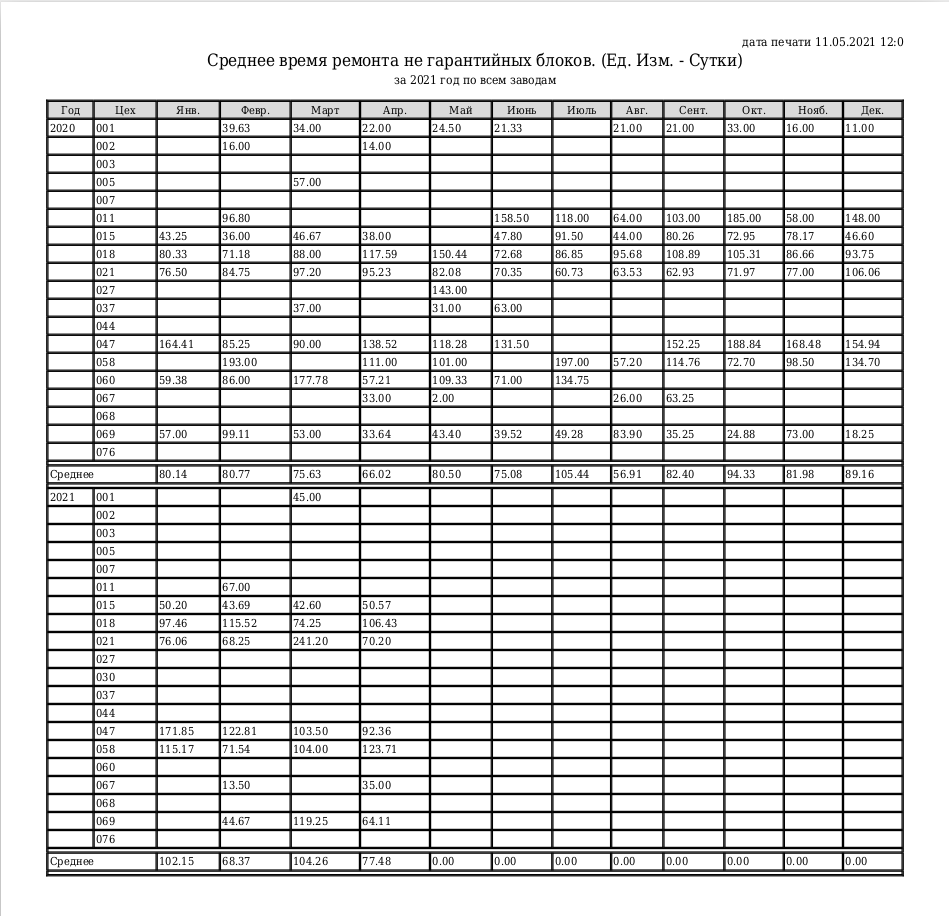 дата печати 11.05.2021 12:0
Среднее время ремонта не гарантийных блоков. (Ед. Изм. - Сутки)
за 2021 год по всем заводам
Год Цех Янв. Февр. Март Апр. Май Июнь Июль Авг. Сент. Окт. Нояб. Дек.
2020 001 39.63 34.00 22.00 24.50 21.33 21.00 21.00 33.00 16.00 11.00
002 16.00 14.00
003
005 57.00
007
011 96.80 158.50 118.00 64.00 103.00 185.00 58.00 148.00
015 43.25 36.00 46.67 38.00 47.80 91.50 44.00 80.26 72.95 78.17 46.60
018 80.33 71.18 88.00 117.59 150.44 72.68 86.85 95.68 108.89 105.31 86.66 93.75
021 76.50 84.75 97.20 95.23 82.08 70.35 60.73 63.53 62.93 71.97 77.00 106.06
027 143.00
037 37.00 31.00 63.00
044
047 164.41 85.25 90.00 138.52 118.28 131.50 152.25 188.84 168.48 154.94
058 193.00 111.00 101.00 197.00 57.20 114.76 72.70 98.50 134.70
060 59.38 86.00 177.78 57.21 109.33 71.00 134.75
067 33.00 2.00 26.00 63.25
068
069 57.00 99.11 53.00 33.64 43.40 39.52 49.28 83.90 35.25 24.88 73.00 18.25
076
Среднее 80.14 80.77 75.63 66.02 80.50 75.08 105.44 56.91 82.40 94.33 81.98 89.16
2021 001 45.00
002
003
005
007
011 67.00
015 50.20 43.69 42.60 50.57
018 97.46 115.52 74.25 106.43
021 76.06 68.25 241.20 70.20
027
030
037
044
047 171.85 122.81 103.50 92.36
058 115.17 71.54 104.00 123.71
060
067 13.50 35.00
068
069 44.67 119.25 64.11
076
Среднее 102.15 68.37 104.26 77.48 0.00 0.00 0.00 0.00 0.00 0.00 0.00 0.00